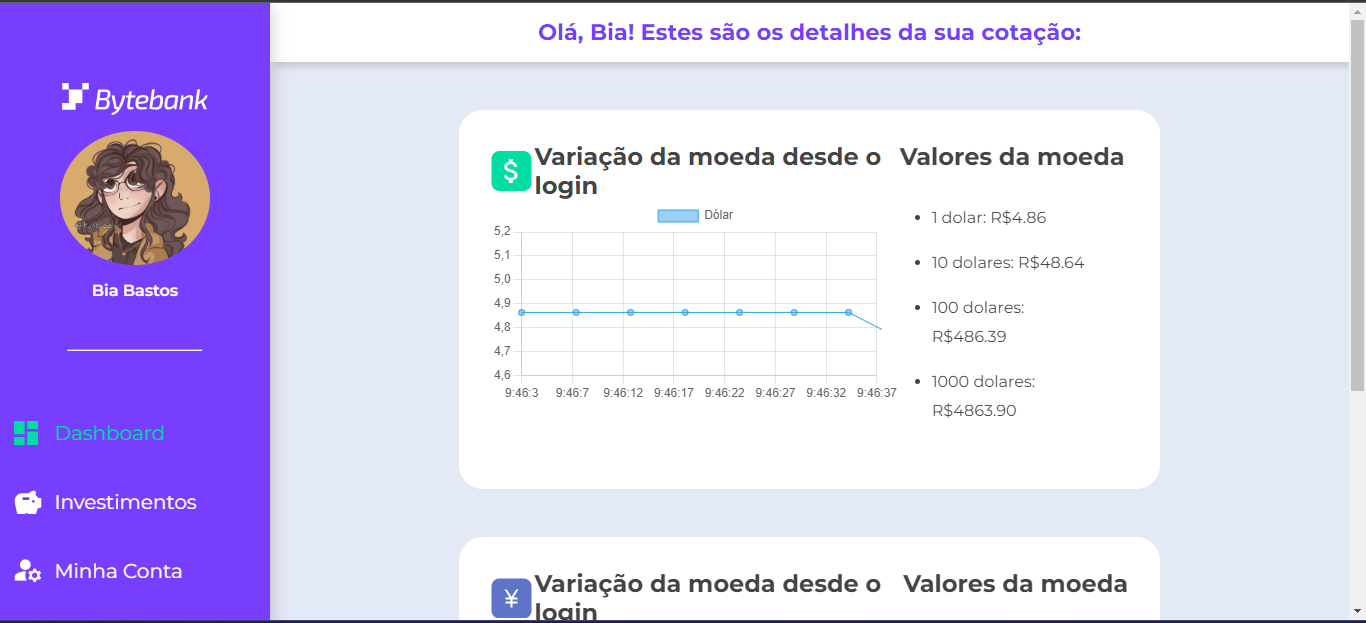 Olá, Bia! Estes são os detalhes da sua cotação:
Bytebank
Bia Bastos
Dashboard
Investimentos
Minha Conta
$
Variação da moeda desde o
login
Dólar
5,2
5,1
5,0
4,9
4,8
4,7
4,6
9:46:3 9:46:7 9:46:12 9:46:17 9:46:22 9:46:27 9:46:32 9:46:37
Valores da moeda
• 1 dolar: R$4.86
• 10 dolares: R$48.64
• 100 dolares:
R$486.39
• 1000 dolares:
R$4863.90
¥
Variação da moeda desde o
login
Valores da moeda